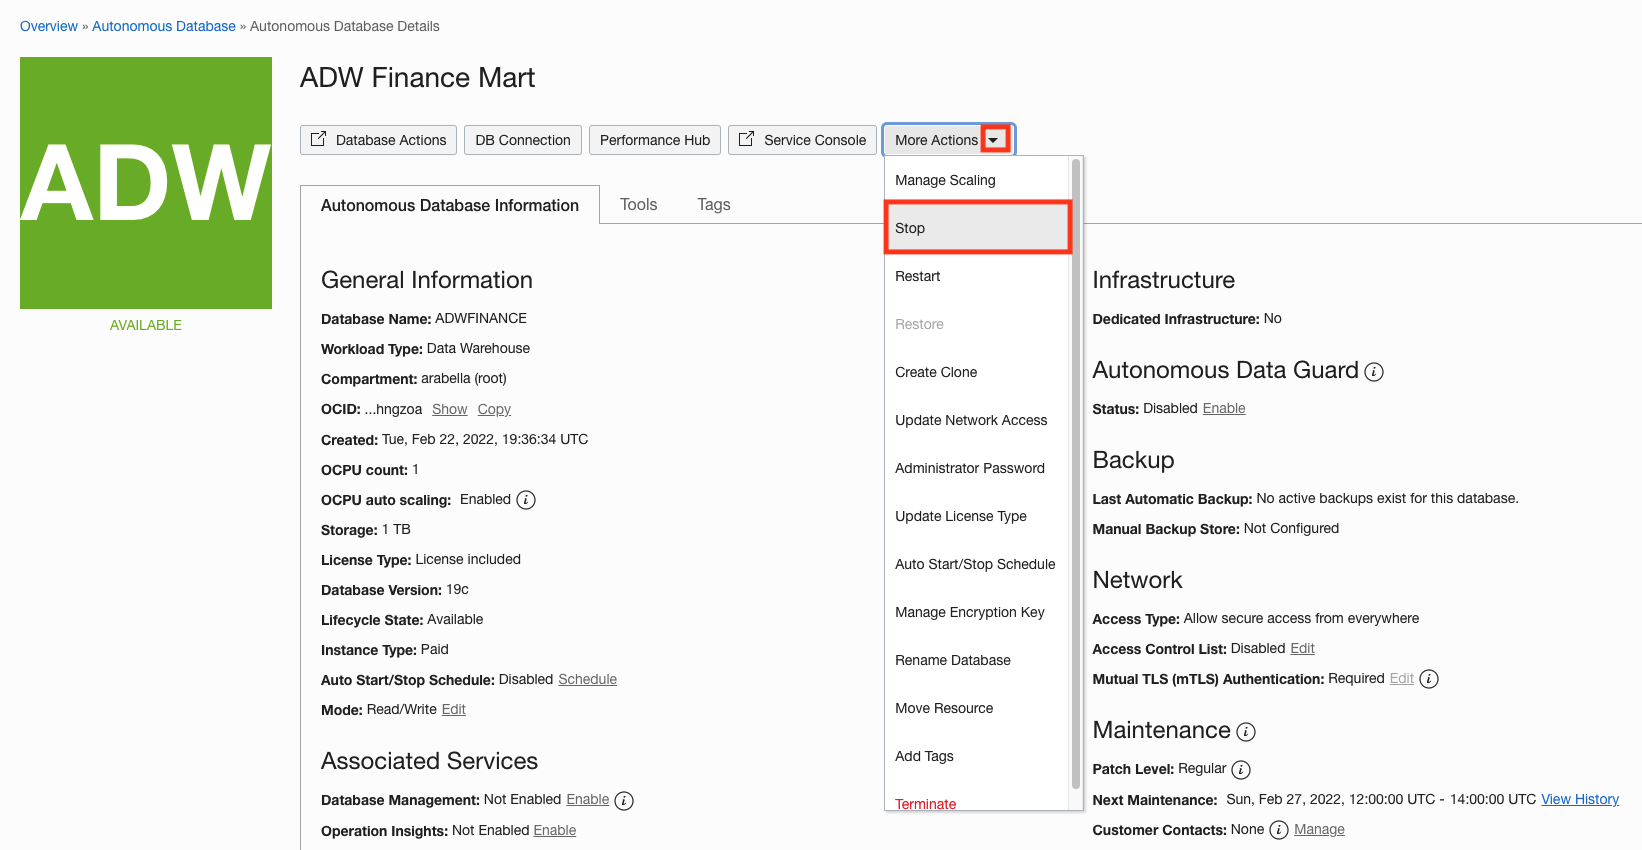 Overview » Autonomous Database » Autonomous Database Details
ADW
AVAILABLE
ADW Finance Mart
Database Actions
DB Connection
Performance Hub
Service Console
More Actions
Manage Scaling
Stop
Restart
Restore
Create Clone
Update Network Access
Administrator Password
Update License Type
Auto Start/Stop Schedule
Manage Encryption Key
Rename Database
Move Resource
Add Tags
Terminate
Autonomous Database Information
Tools
Tags
General Information
Database Name: ADWFINANCE
Workload Type: Data Warehouse
Compartment: arabella (root)
OCID: ...hngzoa Show Copy
Created: Tue, Feb 22, 2022, 19:36:34 UTC
OCPU count: 1
OCPU auto scaling: Enabled i
Storage: 1 TB
License Type: License included
Database Version: 19c
Lifecycle State: Available
Instance Type: Paid
Auto Start/Stop Schedule: Disabled Schedule
Mode: Read/Write Edit
Associated Services
Database Management: Not Enabled Enable i
Operation Insights: Not Enabled Enable
Infrastructure
Dedicated Infrastructure: No
Autonomous Data Guard i
Status: Disabled Enable
Backup
Last Automatic Backup: No active backups exist for this database.
Manual Backup Store: Not Configured
Network
Access Type: Allow secure access from everywhere
Access Control List: Disabled Edit
Mutual TLS (mTLS) Authentication: Required Edit i
Maintenance i
Patch Level: Regular i
Next Maintenance: Sun, Feb 27, 2022, 12:00:00 UTC - 14:00:00 UTC View History
Customer Contacts: None i Manage